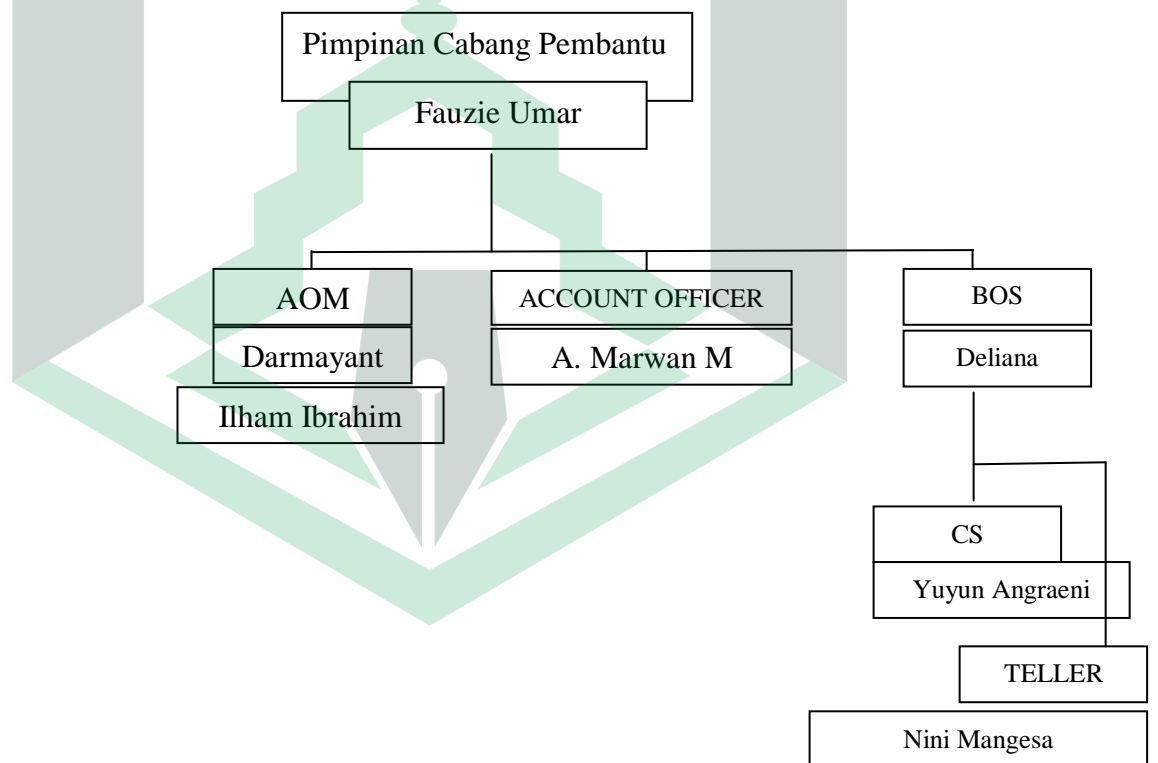 Pimpinan Cabang Pembantu
Fauzie Umar
AOM
Darmayant
Ilham Ibrahim
ACCOUNT OFFICER
A. Marwan M
BOS
Deliana
CS
Yuyun Angraeni
TELLER
Nini Mangesa